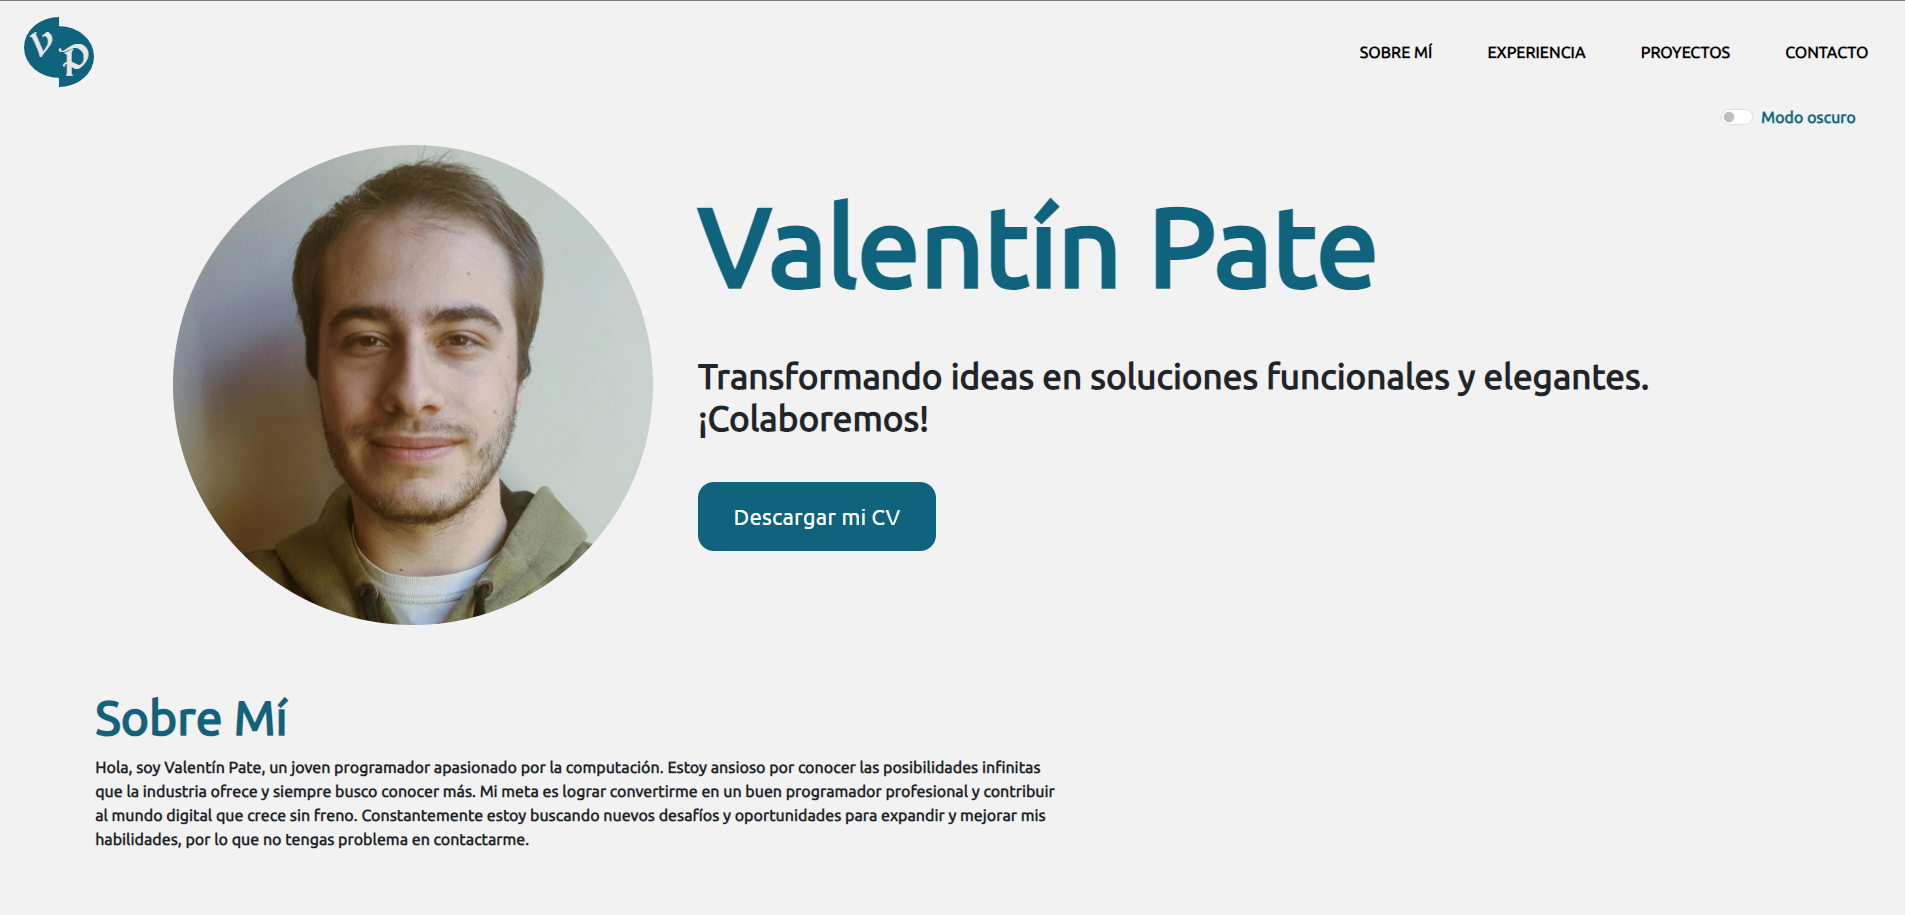 VP
SOBRE MÍ EXPERIENCIA PROYECTOS CONTACTO
Modo oscuro
Valentín Pate
Transformando ideas en soluciones funcionales y elegantes.
¡Colaboremos!
Descargar mi CV
Sobre Mí
Hola, soy Valentín Pate, un joven programador apasionado por la computación. Estoy ansioso por conocer las posibilidades infinitas
que la industria ofrece y siempre busco conocer más. Mi meta es lograr convertirme en un buen programador profesional y contribuir
al mundo digital que crece sin freno. Constantemente estoy buscando nuevos desafíos y oportunidades para expandir y mejorar mis
habilidades, por lo que no tengas problema en contactarme.